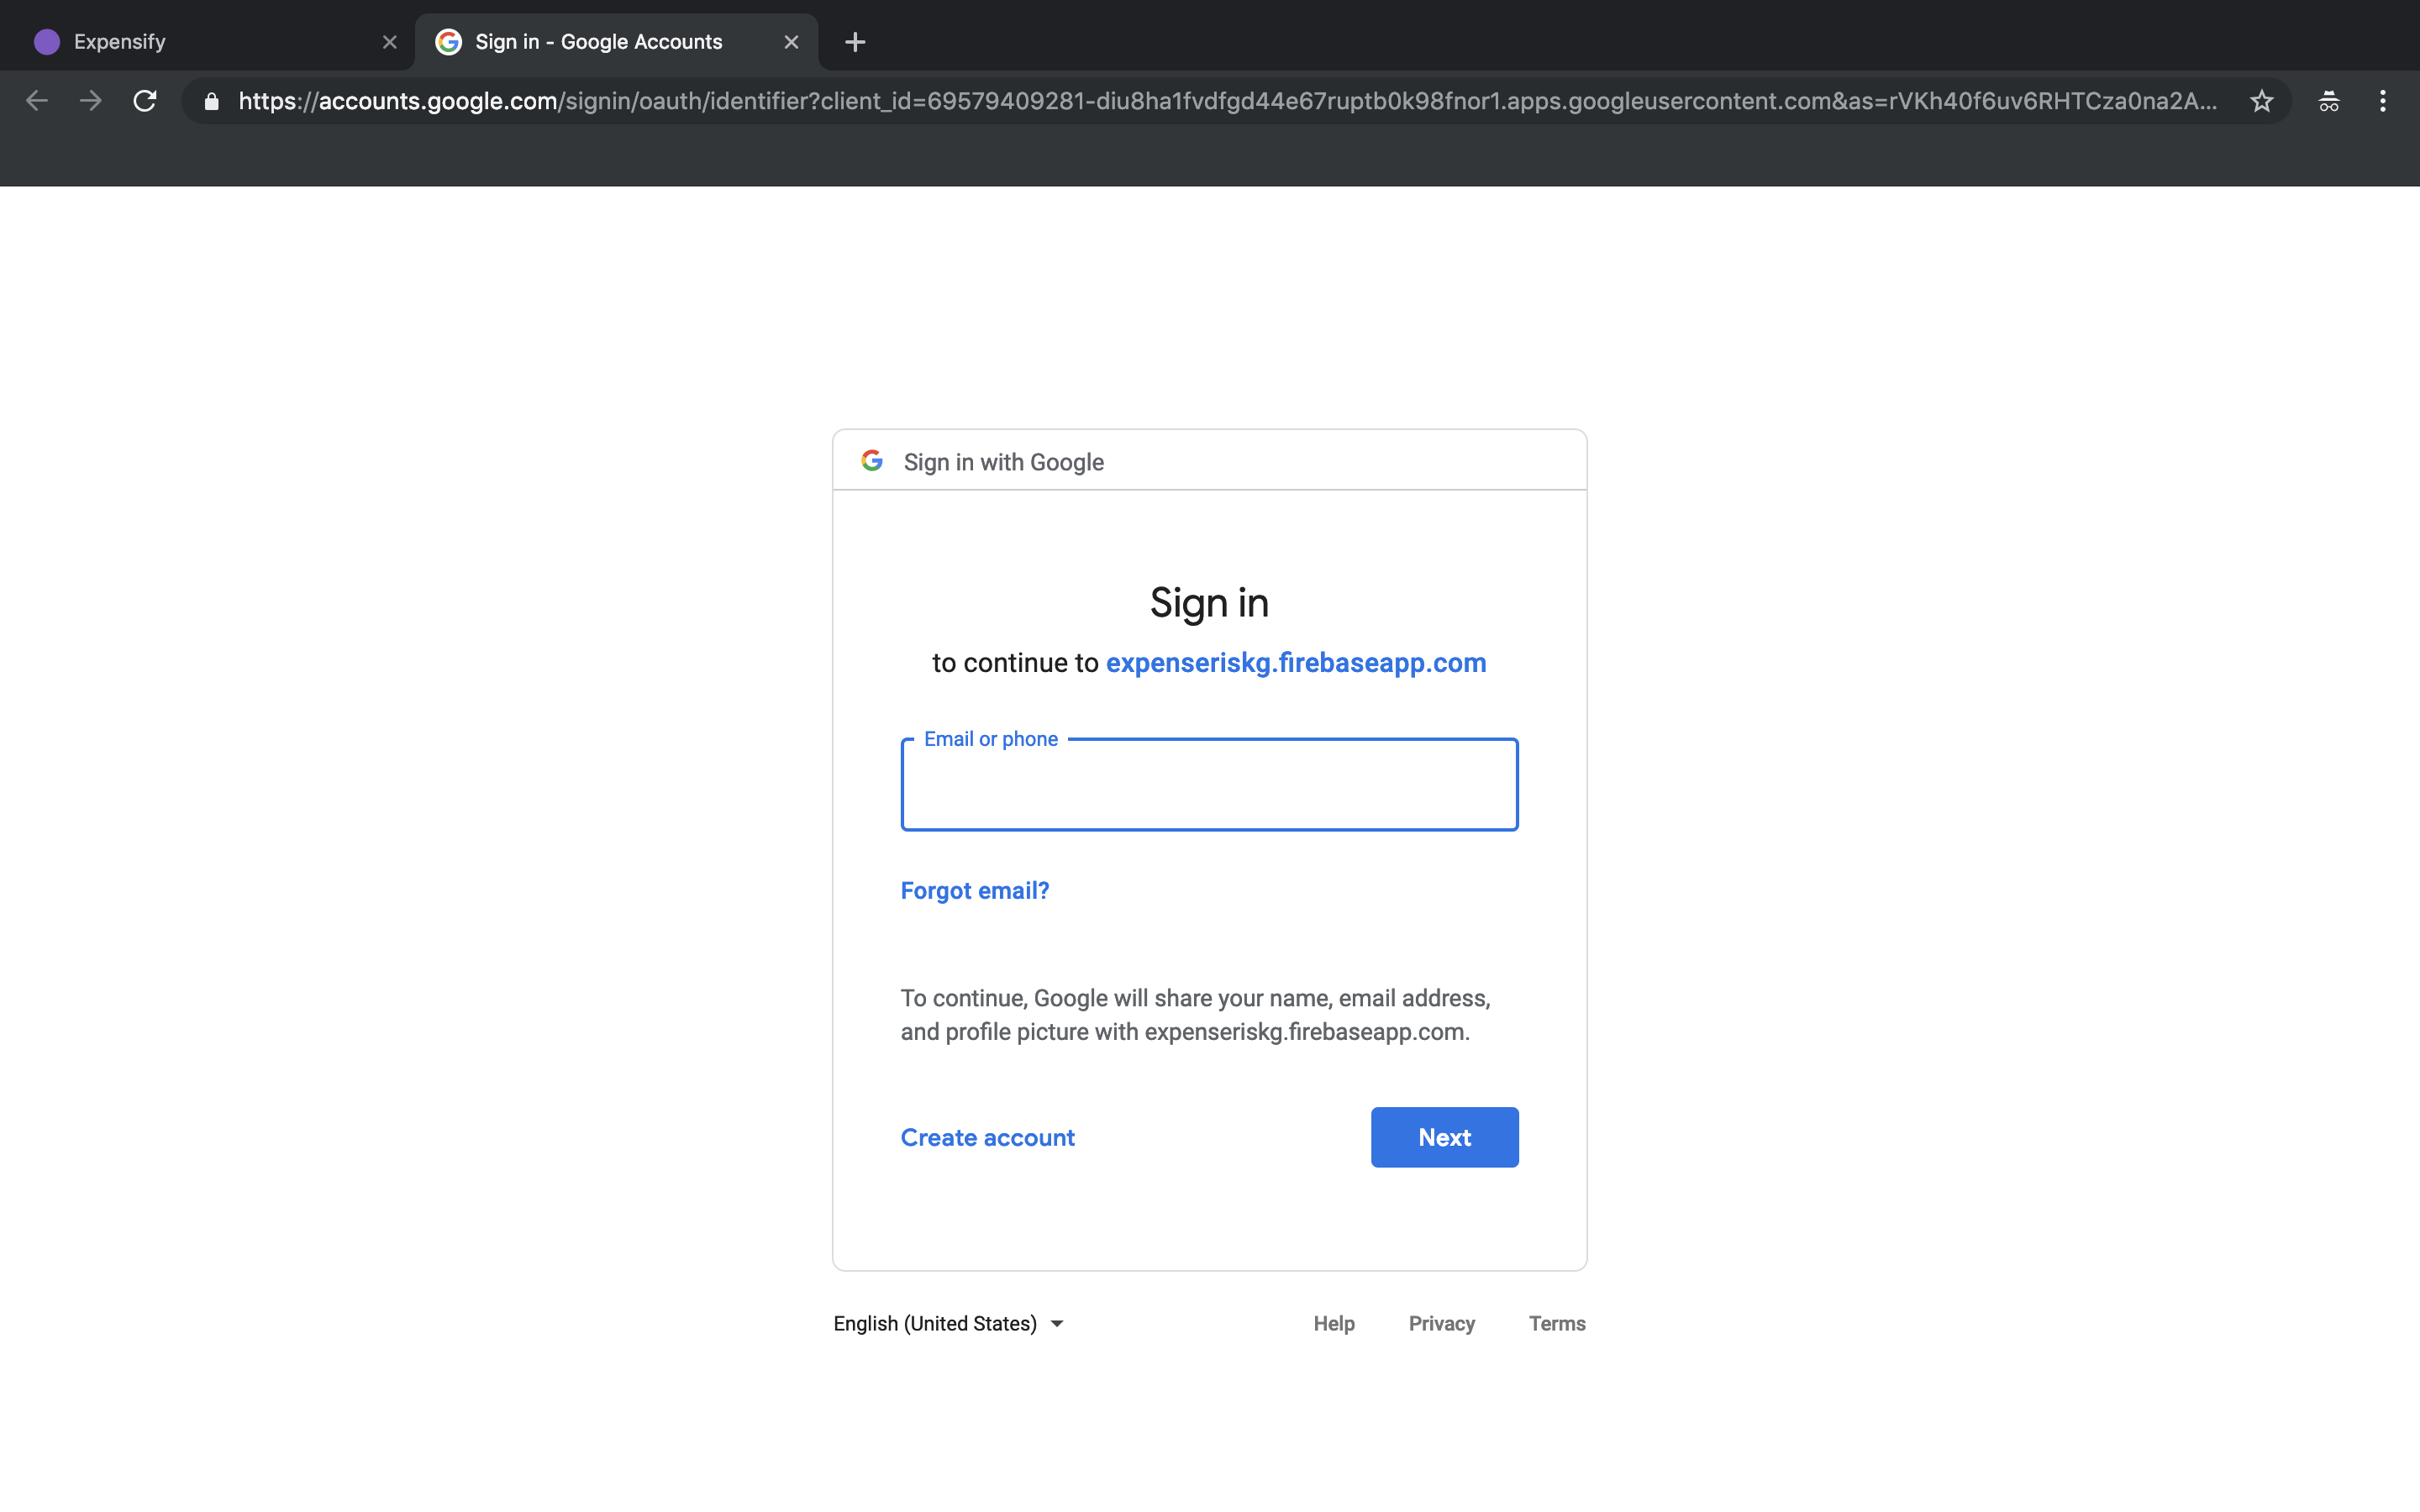 Expensify
Sign in - Google Accounts
https://accounts.google.com/signin/oauth/identifier?client_id=69579409281-diu8ha1fvdfgd44e67ruptb0k98fnor1.apps.googleusercontent.com&as=rVKh40f6uv6RHTCza0na2A...
Sign in with Google
Sign in
to continue to expenseriskg.firebaseapp.com
Email or phone
Forgot email?
To continue, Google will share your name, email address,
and profile picture with expenseriskg.firebaseapp.com.
Create account
Next
English (United States)
Help
Privacy
Terms